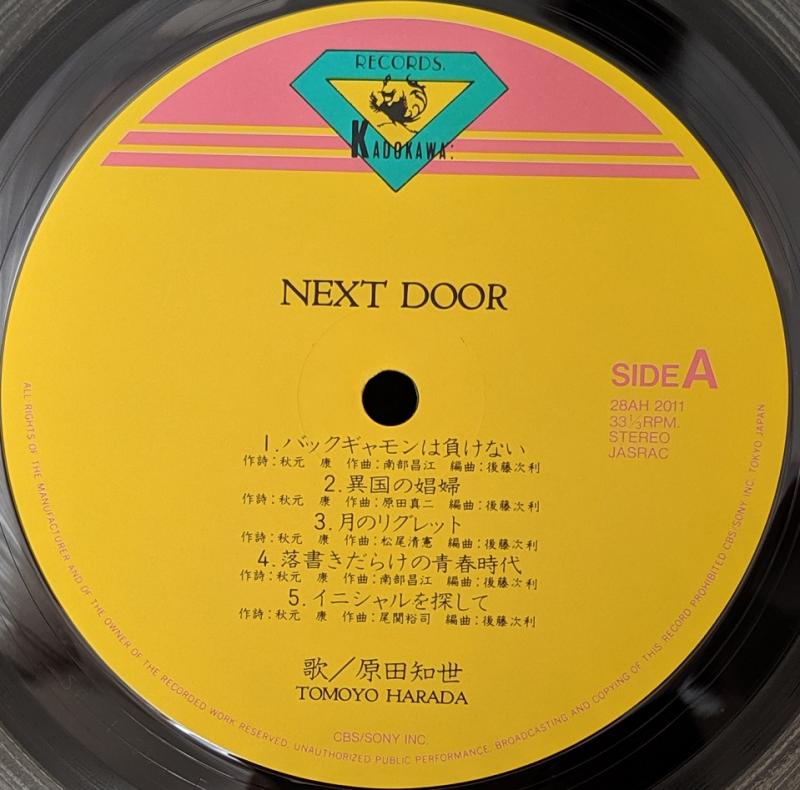 RECORDS.
KADOKAWA:
NEXT DOOR
SIDE A
28AH 2011
33⅓RPM.
STEREO
JASRAC
1.バックギャモンは負けない
作詩:秋元　康　作曲:南部昌江　編曲:後藤次利
2.異国の娼婦
作詩:秋元　康　作曲:原田真二　編曲:後藤次利
3.月のリグレット
作詩:秋元　康　作曲:松尾清憲　編曲:後藤次利
4.落書きだらけの青春時代
作詩:秋元　康　作曲:南部昌江　編曲:後藤次利
5.イニシャルを探して
作詩:秋元　康　作曲:尾関裕司　編曲:後藤次利
歌／原田知世
TOMOYO HARADA
CBS/SONY INC.
ALL RIGHTS OF THE MANUFACTURER AND OF THE OWNER OF THE RECORDED WORK RESERVED. UNAUTHORIZED PUBLIC PERFORMANCE, BROADCASTING AND COPYING OF THIS RECORD PROHIBITED CBS/SONY INC. TOKYO JAPAN